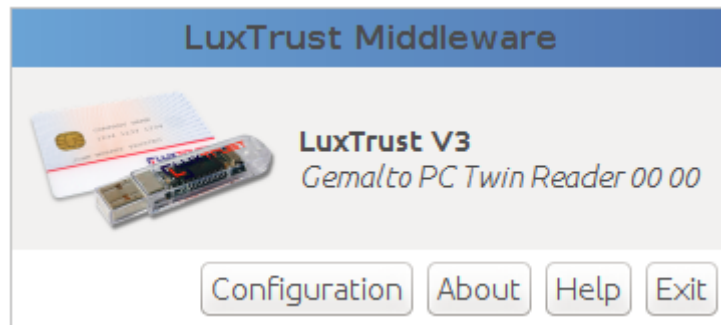 LuxTrust Middleware
LuxTrust V3
Gemalto PC Twin Reader 00 00
Configuration About Help Exit